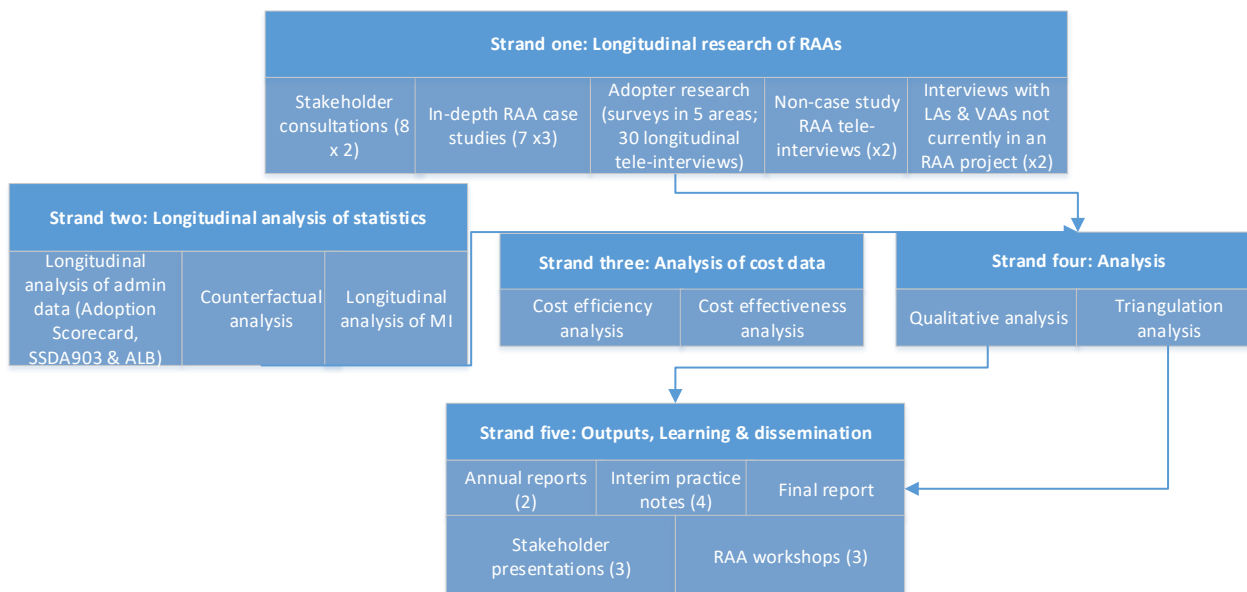 Strand one: Longitudinal research of RAAs
Stakeholder
consultations (8
x 2)
In-depth RAA case
studies (7 x3)
Adopter research
(surveys in 5 areas;
30 longitudinal
tele-interviews)
Non-case study
RAA tele-
interviews (x2)
Interviews with
LAs & VAAs not
currently in an
RAA project (x2)
Strand two: Longitudinal analysis of statistics
Longitudinal
analysis of admin
data (Adoption
Scorecard,
SSDA903 & ALB)
Counterfactual
analysis
Longitudinal
analysis of MI
Strand three: Analysis of cost data
Cost efficiency
analysis
Cost effectiveness
analysis
Strand four: Analysis
Qualitative analysis
Triangulation
analysis
Strand five: Outputs, Learning & dissemination
Annual reports
(2)
Interim practice
notes (4)
Final report
Stakeholder
presentations (3)
RAA workshops (3)